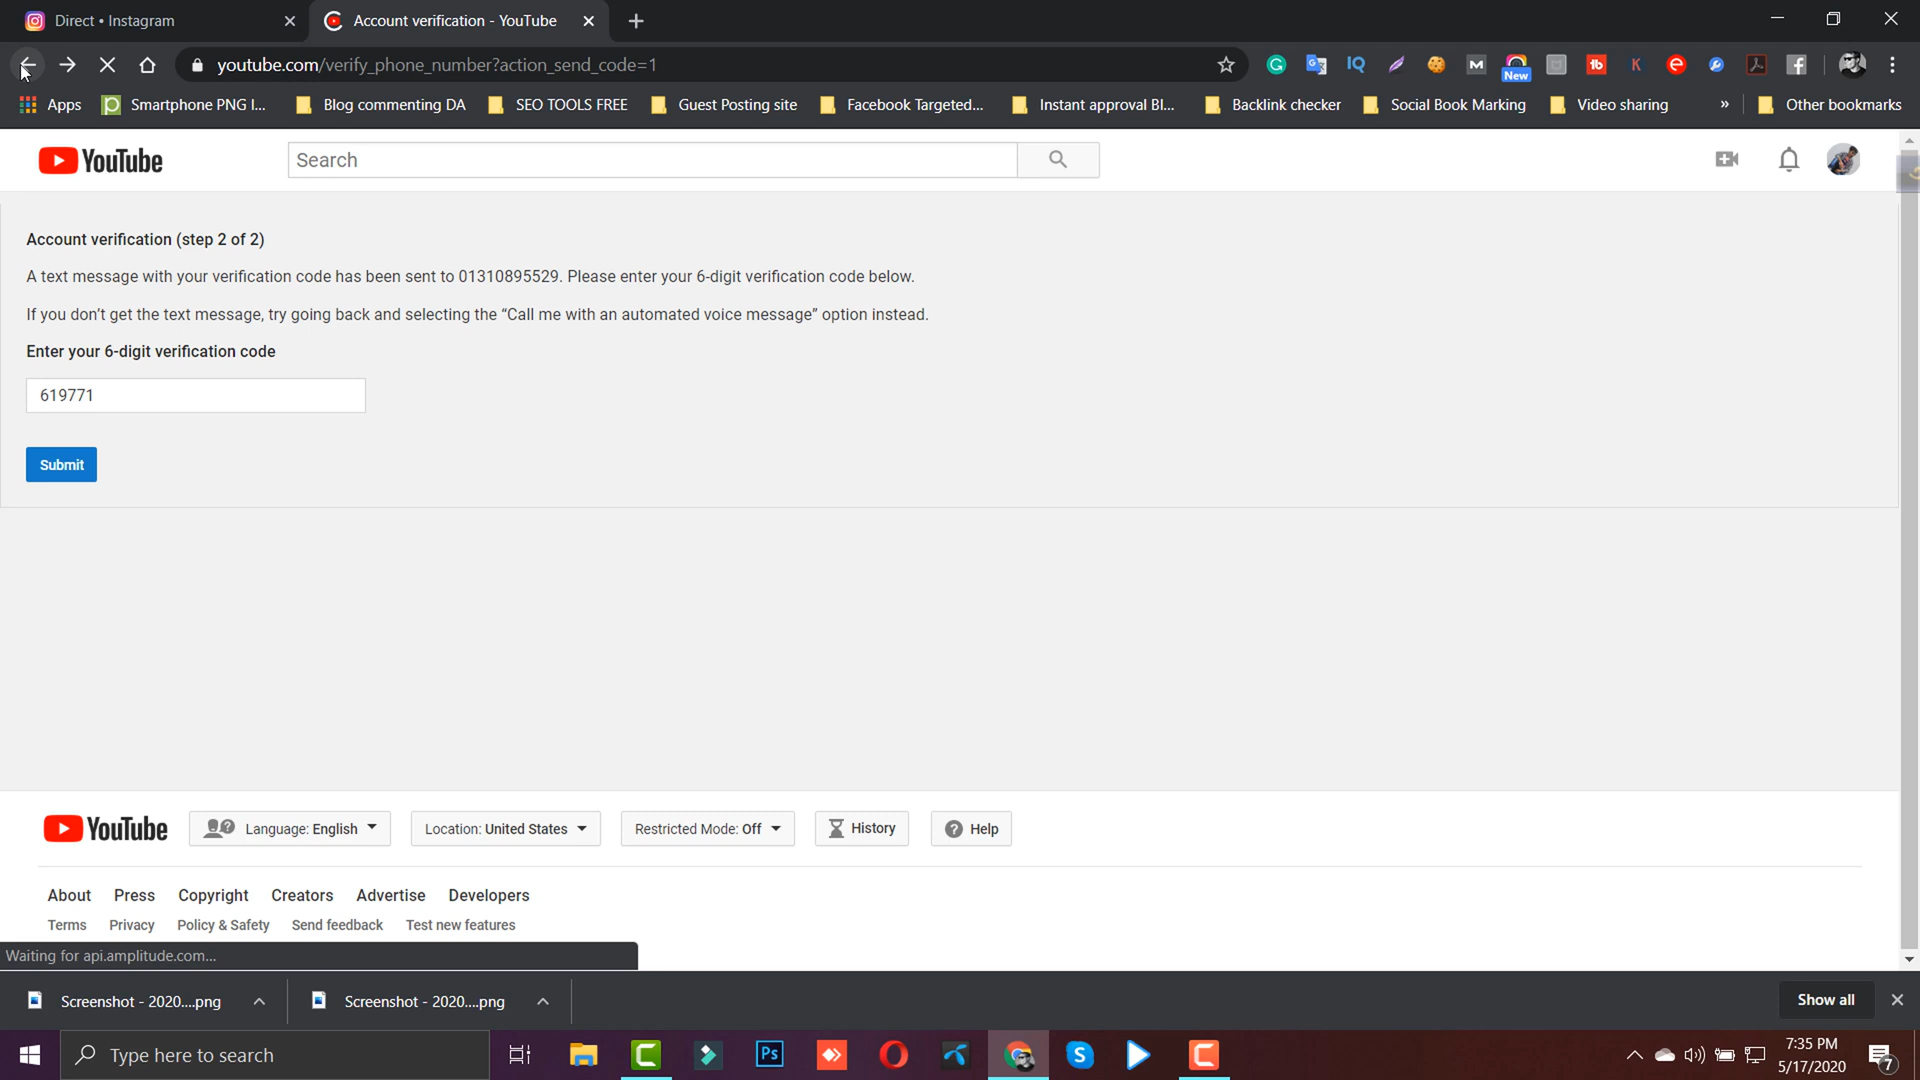 Direct • Instagram
Account verification - YouTube
youtube.com/verify_phone_number?action_send_code=1
New
Apps
Smartphone PNG I...
Blog commenting DA
SEO TOOLS FREE
Guest Posting site
Facebook Targeted...
Instant approval Bl...
Backlink checker
Social Book Marking
Video sharing
»
Other bookmarks
YouTube
Search
Account verification (step 2 of 2)
A text message with your verification code has been sent to 01310895529. Please enter your 6-digit verification code below.
If you don't get the text message, try going back and selecting the “Call me with an automated voice message” option instead.
Enter your 6-digit verification code
619771
Submit
YouTube
Language: English
Location: United States
Restricted Mode: Off
History
Help
About Press Copyright Creators Advertise Developers
Terms Privacy Policy & Safety Send feedback Test new features
Waiting for api.amplitude.com...
Screenshot - 2020....png
Screenshot - 2020....png
Show all
Type here to search
Ps
7:35 PM
5/17/2020
7